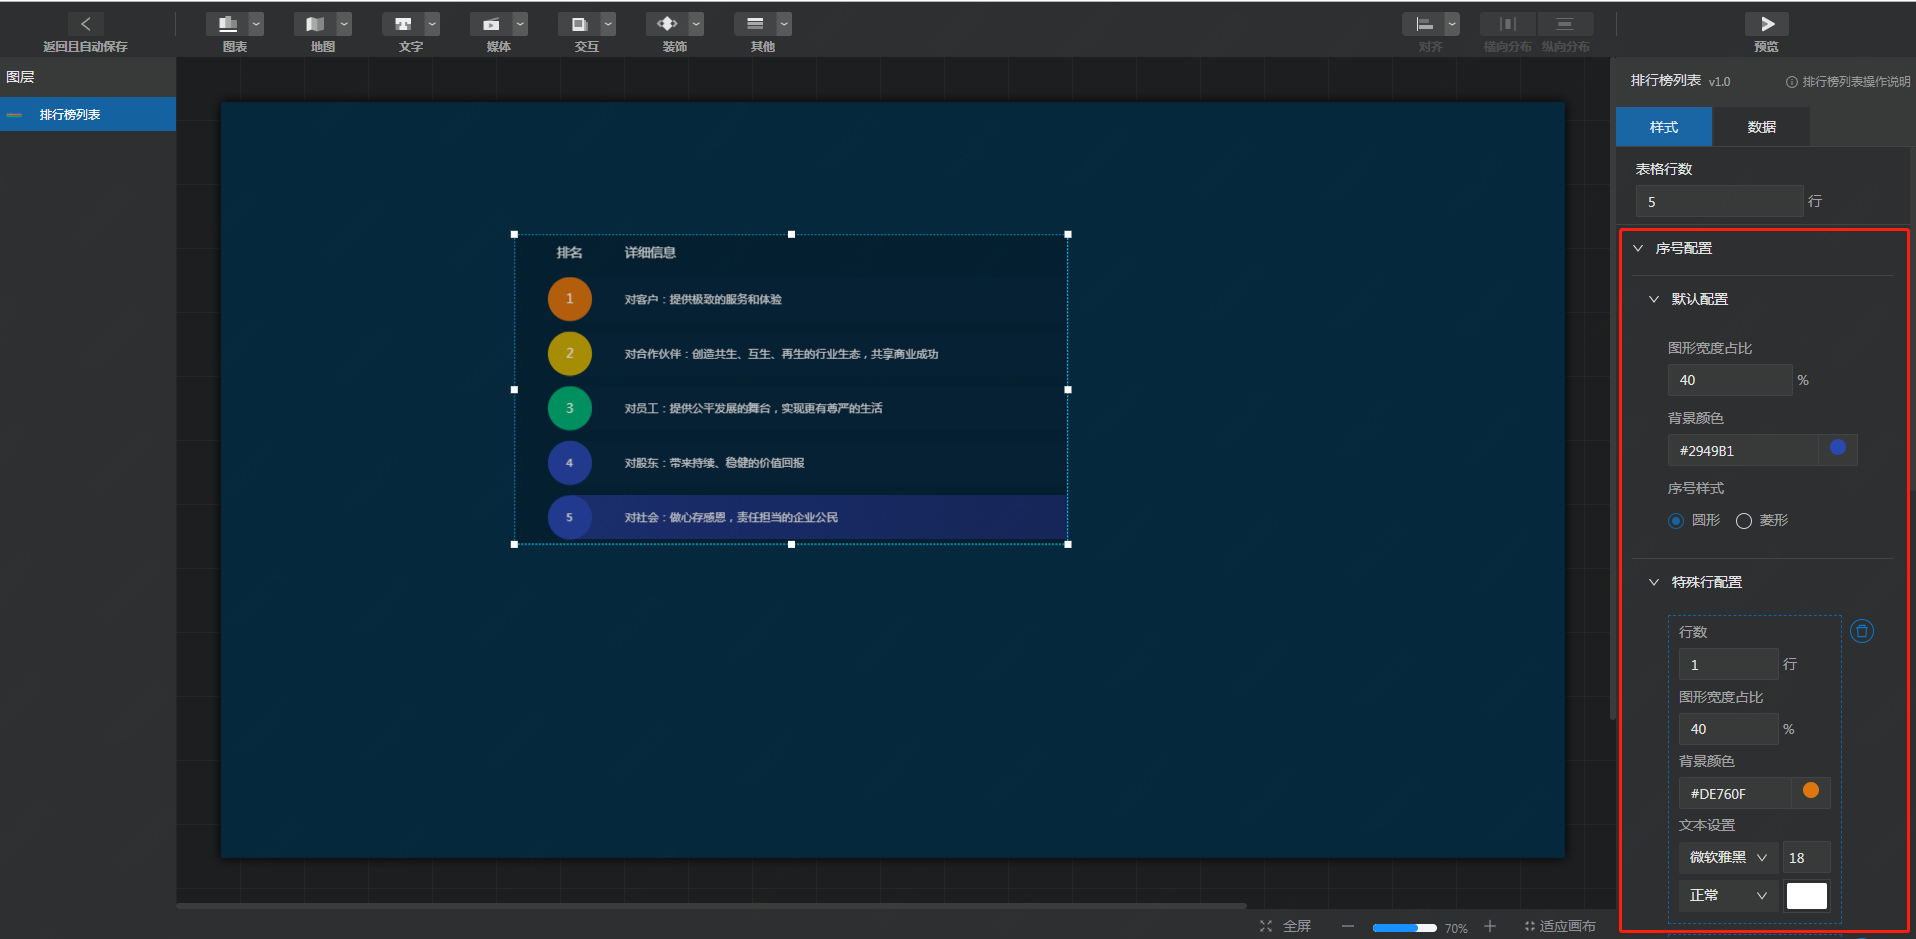 返回且自动保存
图表 地图 文字 媒体 交互 装饰 其他
对齐 横向分布 纵向分布
预览
图层
排行榜列表
排名 详细信息
1 对客户：提供极致的服务和体验
2 对合作伙伴：创造共生、互生、再生的行业生态，共享商业成功
3 对员工：提供公平发展的舞台，实现更有尊严的生活
4 对股东：带来持续、稳健的价值回报
5 对社会：做心存感恩，责任担当的企业公民
全屏 70% 适应画布
排行榜列表 v1.0 排行榜列表操作说明
样式 数据
表格行数
5 行
序号配置
默认配置
图形宽度占比
40 %
背景颜色
#2949B1
序号样式
圆形 菱形
特殊行配置
行数
1 行
图形宽度占比
40 %
背景颜色
#DE760F
文本设置
微软雅黑 18
正常